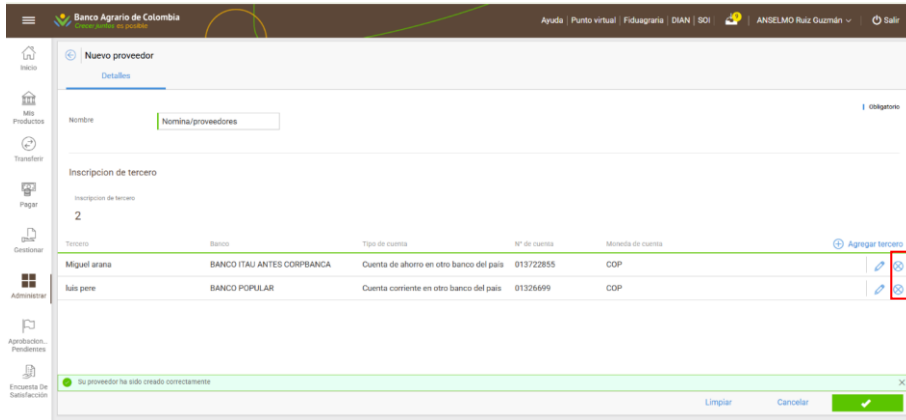 Banco Agrario de Colombia
Crecer juntos es posible
Ayuda | Punto virtual | Fiduagraria | DIAN | SOI
ANSELMO Ruiz Guzmán
Salir
Inicio
Mis
Productos
Transferir
Pagar
Gestionar
Administrar
Aprobacion...
Pendientes
Encuesta De
Satisfacción
Nuevo proveedor
Detalles
Obligatorio
Nombre
Nomina/proveedores
Inscripcion de tercero
Inscripcion de tercero
2
Tercero Banco Tipo de cuenta N° de cuenta Moneda de cuenta Agregar tercero
Miguel arana BANCO ITAU ANTES CORPBANCA Cuenta de ahorro en otro banco del país 013722855 COP
luis pere BANCO POPULAR Cuenta corriente en otro banco del país 01326699 COP
Su proveedor ha sido creado correctamente
Limpiar Cancelar